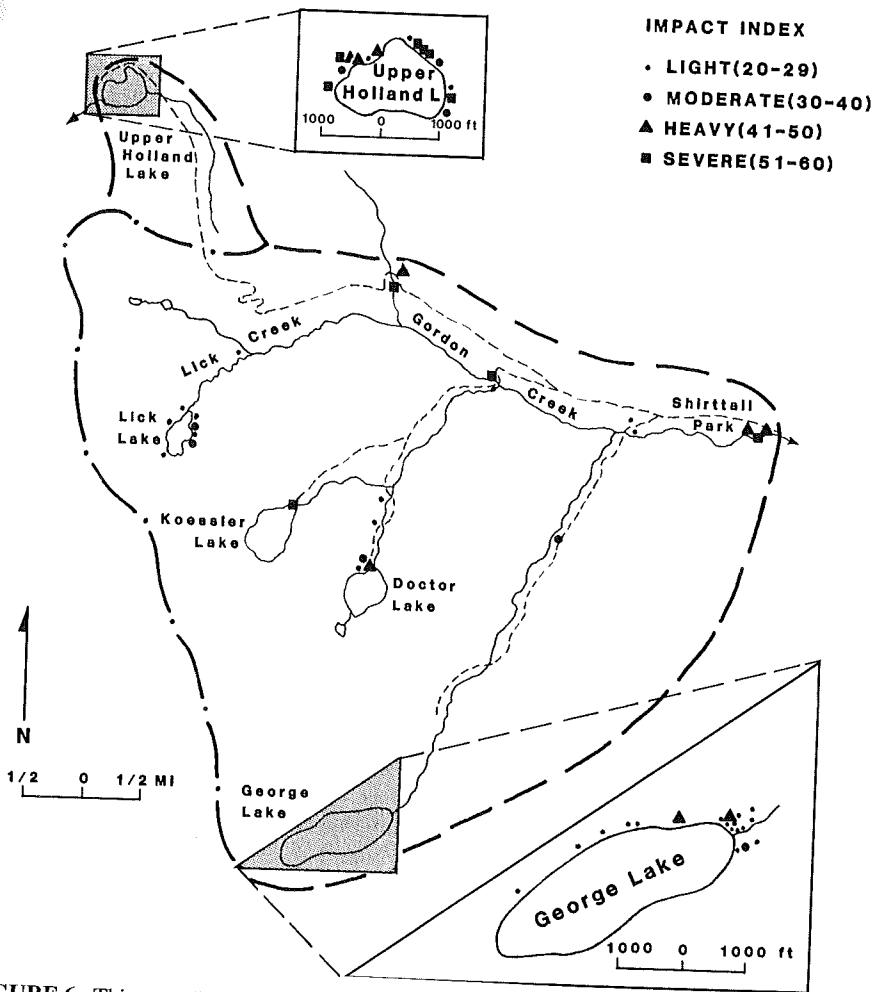 IMPACT INDEX
LIGHT(20-29)
MODERATE(30-40)
HEAVY(41-50)
SEVERE(51-60)
Upper
Holland L
1000 0 1000 ft
Upper
Holland
Lake
Lick Creek
Gordon
Creek
Shirttail
Park
Lick
Lake
Koessler
Lake
Doctor
Lake
N
1/2 0 1/2 MI
George
Lake
George Lake
1000 0 1000 ft